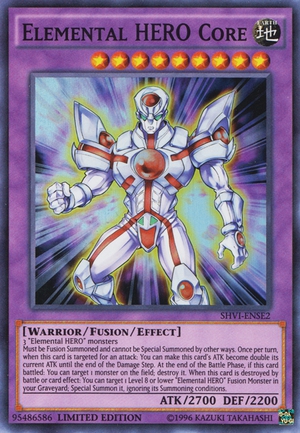 ELEMENTAL HERO CORE
EARTH
地
SHVI-ENSE2
[WARRIOR/FUSION/EFFECT]
3 "Elemental HERO" monsters
Must be Fusion Summoned and cannot be Special Summoned by other ways. Once per turn,
when this card is targeted for an attack: You can make this card's ATK become double its
current ATK until the end of the Damage Step. At the end of the Battle Phase, if this card
battled: You can target 1 monster on the field; destroy it. When this card is destroyed by
battle or card effect: You can target 1 Level 8 or lower "Elemental HERO" Fusion Monster in
your Graveyard; Special Summon it, ignoring its Summoning conditions.
ATK/2700 DEF/2200
95486586 LIMITED EDITION ©1996 KAZUKI TAKAHASHI